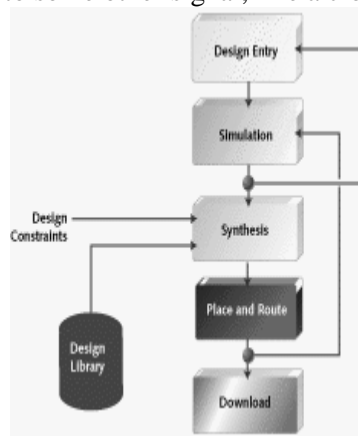 Design Entry
Simulation
Design
Constraints
Synthesis
Place and Route
Design
Library
Download